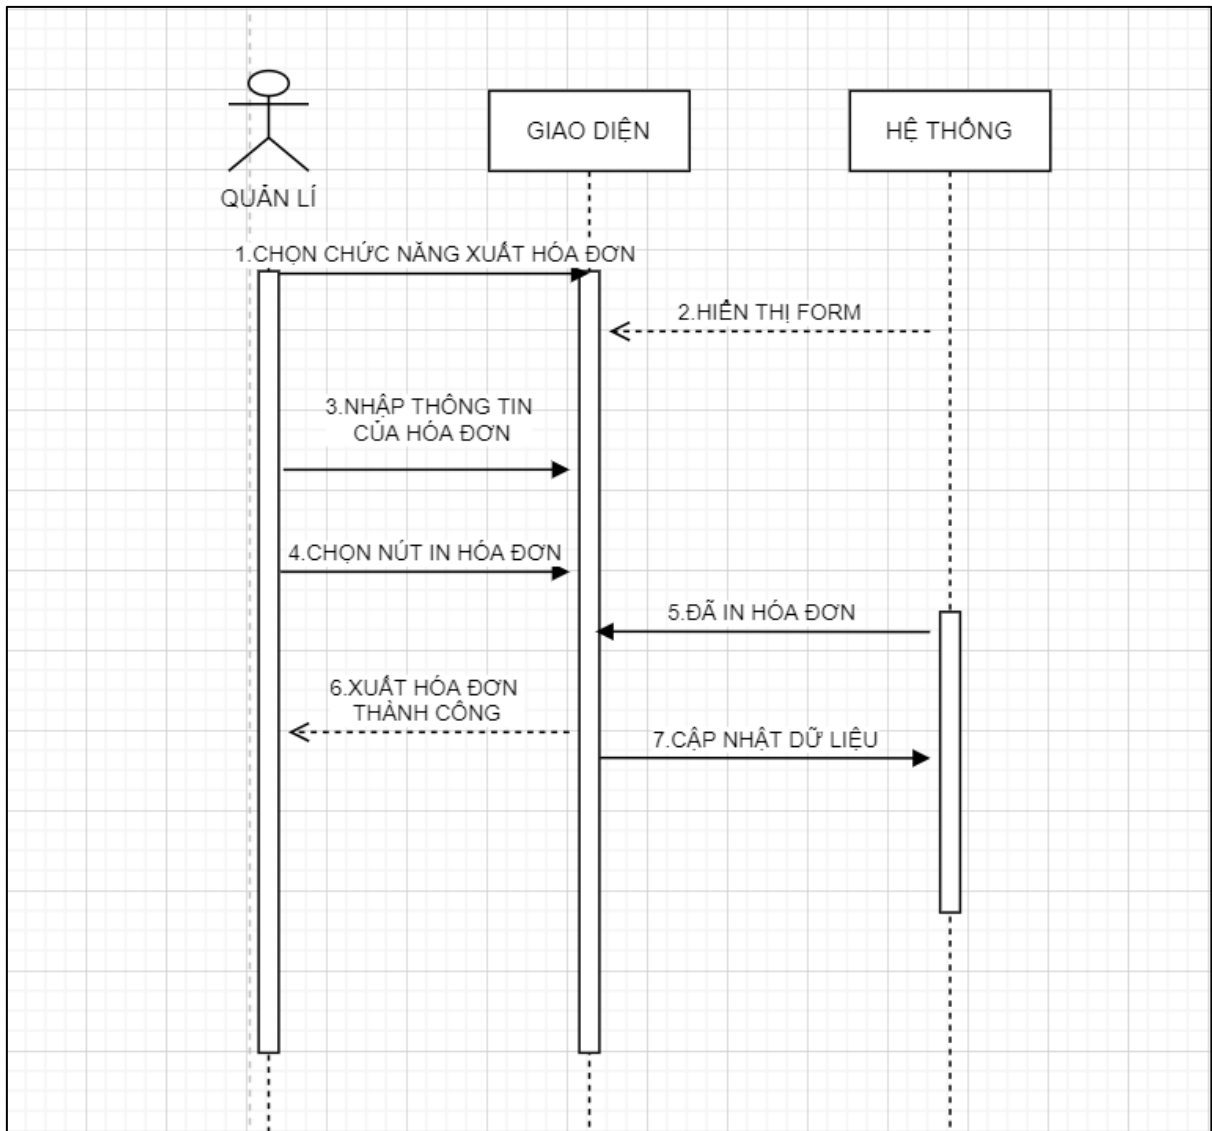 QUẢN LÍ
GIAO DIỆN
HỆ THỐNG
1.CHỌN CHỨC NĂNG XUẤT HÓA ĐƠN
2.HIỂN THỊ FORM
3.NHẬP THÔNG TIN
CỦA HÓA ĐƠN
4.CHỌN NÚT IN HÓA ĐƠN
5.ĐÃ IN HÓA ĐƠN
6.XUẤT HÓA ĐƠN
THÀNH CÔNG
7.CẬP NHẬT DỮ LIỆU